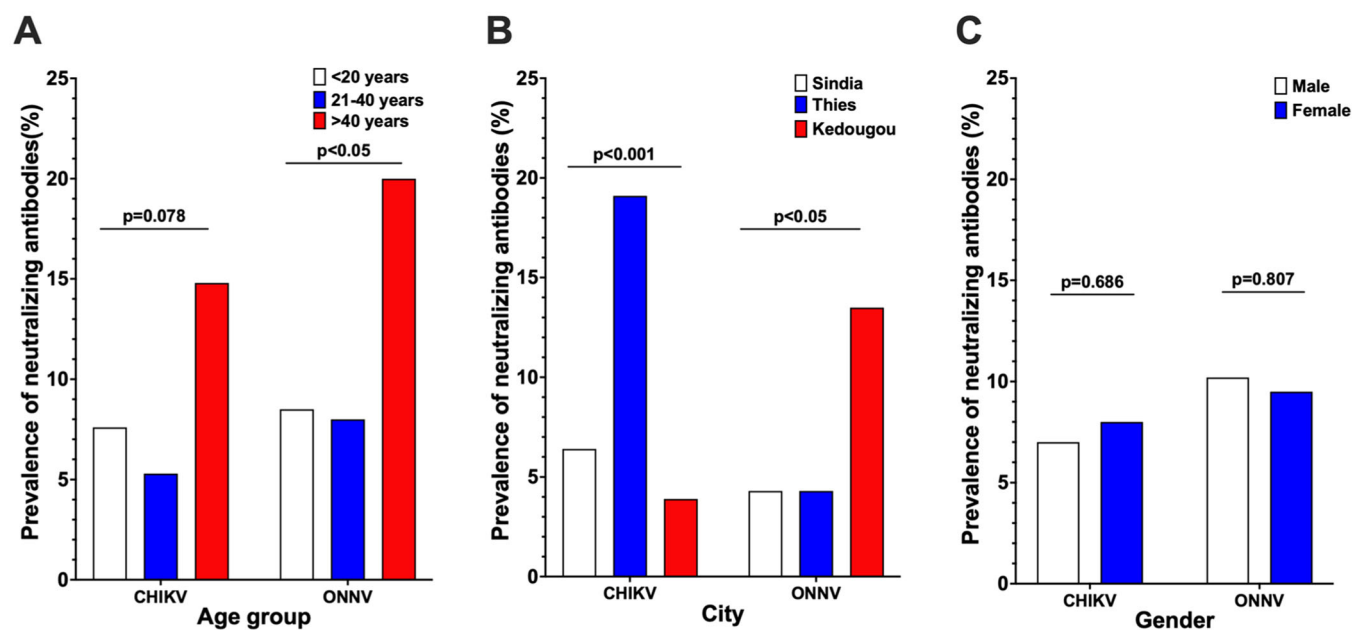 A
Prevalence of neutralizing antibodies(%)
25
20
15
10
5
0
<20 years
21-40 years
>40 years
p=0.078
p<0.05
CHIKV
ONNV
Age group
B
Prevalence of neutralizing antibodies (%)
25
20
15
10
5
0
Sindia
Thies
Kedougou
p<0.001
p<0.05
CHIKV
ONNV
City
C
Prevalence of neutralizing antibodies (%)
25
20
15
10
5
0
Male
Female
p=0.686
p=0.807
CHIKV
ONNV
Gender